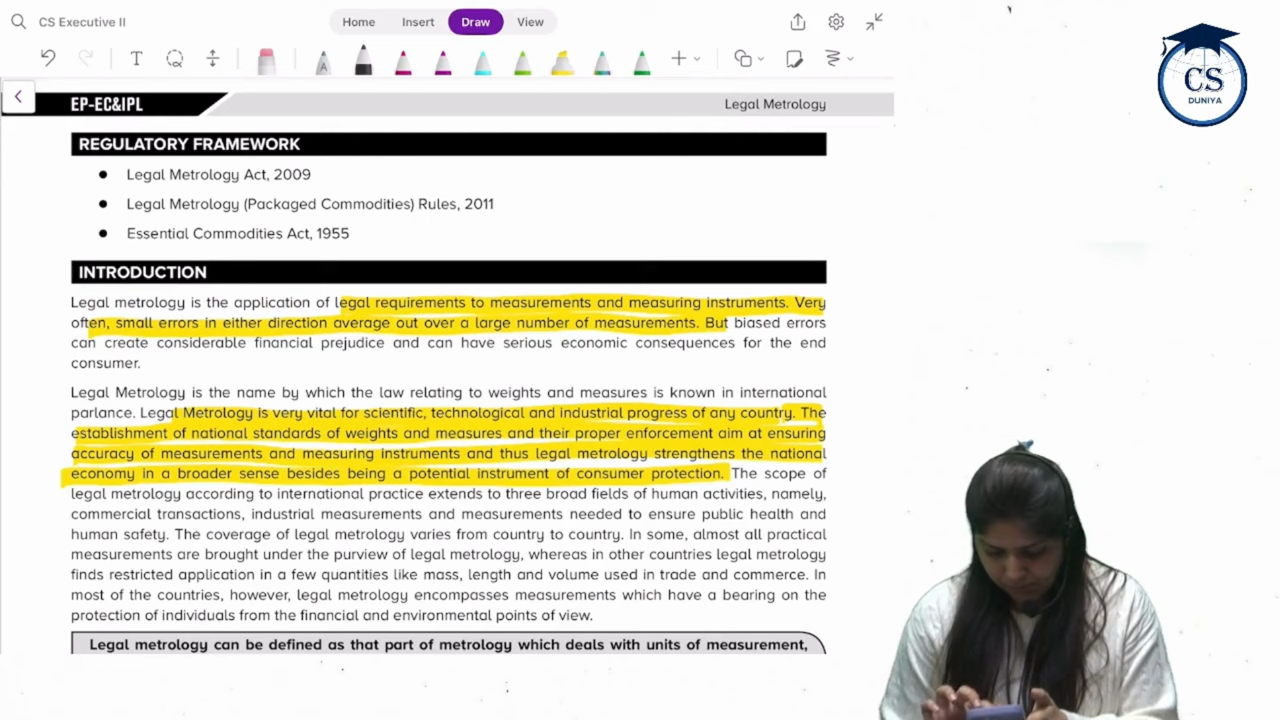 CS Executive II
Home Insert Draw View
T
A
EP-EC&IPL
Legal Metrology
REGULATORY FRAMEWORK
● Legal Metrology Act, 2009
● Legal Metrology (Packaged Commodities) Rules, 2011
● Essential Commodities Act, 1955
INTRODUCTION
Legal metrology is the application of legal requirements to measurements and measuring instruments. Very
often, small errors in either direction average out over a large number of measurements. But biased errors
can create considerable financial prejudice and can have serious economic consequences for the end
consumer.
Legal Metrology is the name by which the law relating to weights and measures is known in international
parlance. Legal Metrology is very vital for scientific, technological and industrial progress of any country. The
establishment of national standards of weights and measures and their proper enforcement aim at ensuring
accuracy of measurements and measuring instruments and thus legal metrology strengthens the national
economy in a broader sense besides being a potential instrument of consumer protection. The scope of
legal metrology according to international practice extends to three broad fields of human activities, namely,
commercial transactions, industrial measurements and measurements needed to ensure public health and
human safety. The coverage of legal metrology varies from country to country. In some, almost all practical
measurements are brought under the purview of legal metrology, whereas in other countries legal metrology
finds restricted application in a few quantities like mass, length and volume used in trade and commerce. In
most of the countries, however, legal metrology encompasses measurements which have a bearing on the
protection of individuals from the financial and environmental points of view.
Legal metrology can be defined as that part of metrology which deals with units of measurement,
CS
DUNIYA